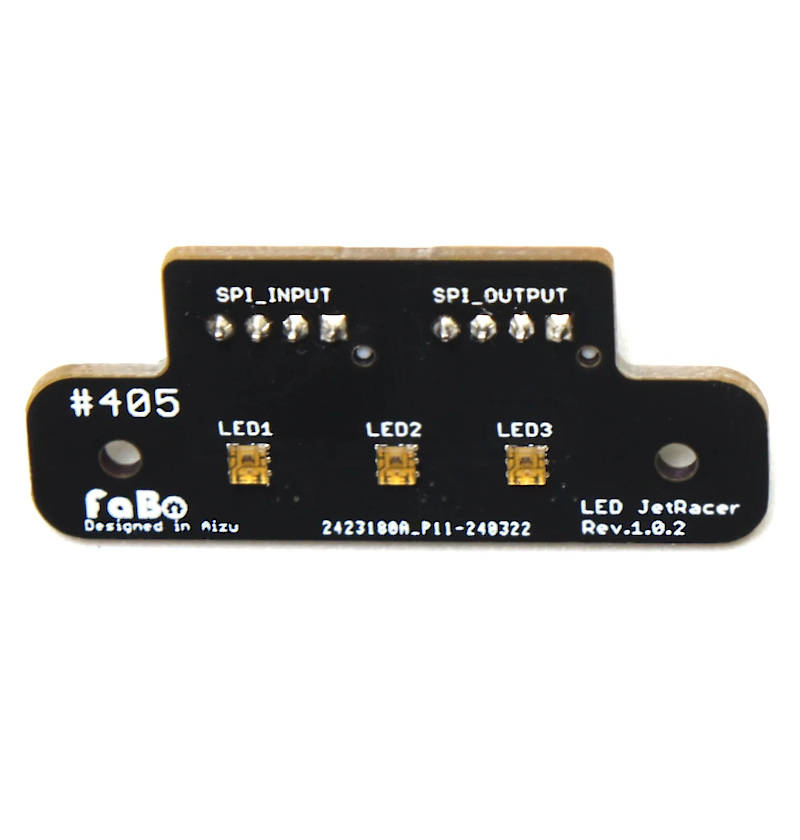 SPI_INPUT
SPI_OUTPUT
#405
LED1
LED2
LED3
FaBo
Designed in Aizu
2423180A_P11-240322
LED JetRacer
Rev.1.0.2